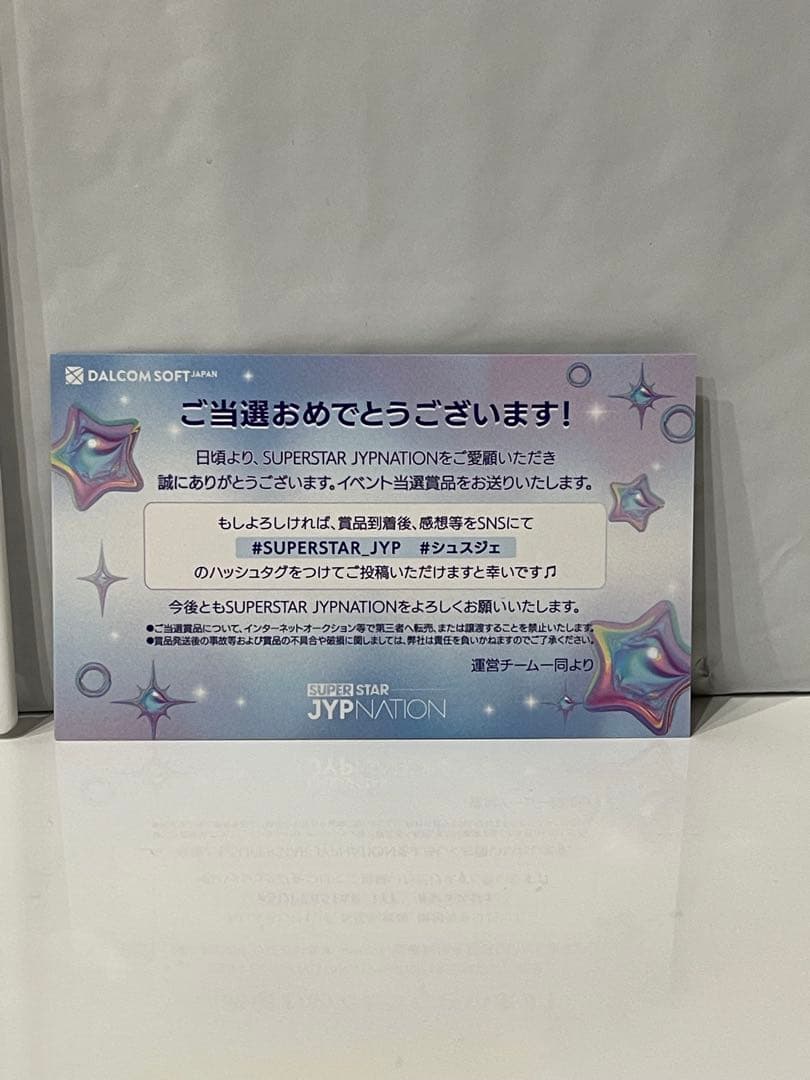 DALCOM SOFT JAPAN
ご当選おめでとうございます!
日頃より、SUPERSTAR JYPNATIONをご愛顧いただき
誠にありがとうございます。イベント当選賞品をお送りいたします。
もしよろしければ、賞品到着後、感想等をSNSにて
#SUPERSTAR_JYP #シュスジェ
のハッシュタグをつけてご投稿いただけますと幸いです♫
今後ともSUPERSTAR JYPNATIONをよろしくお願いいたします。
●ご当選賞品について、インターネットオークション等で第三者へ転売、または譲渡することを禁止いたします。
●賞品発送後の事故等および賞品の不具合や破損に関しましては、弊社は責任を負いかねますのでご了承ください。
運営チーム一同より
SUPER STAR
JYPNATION